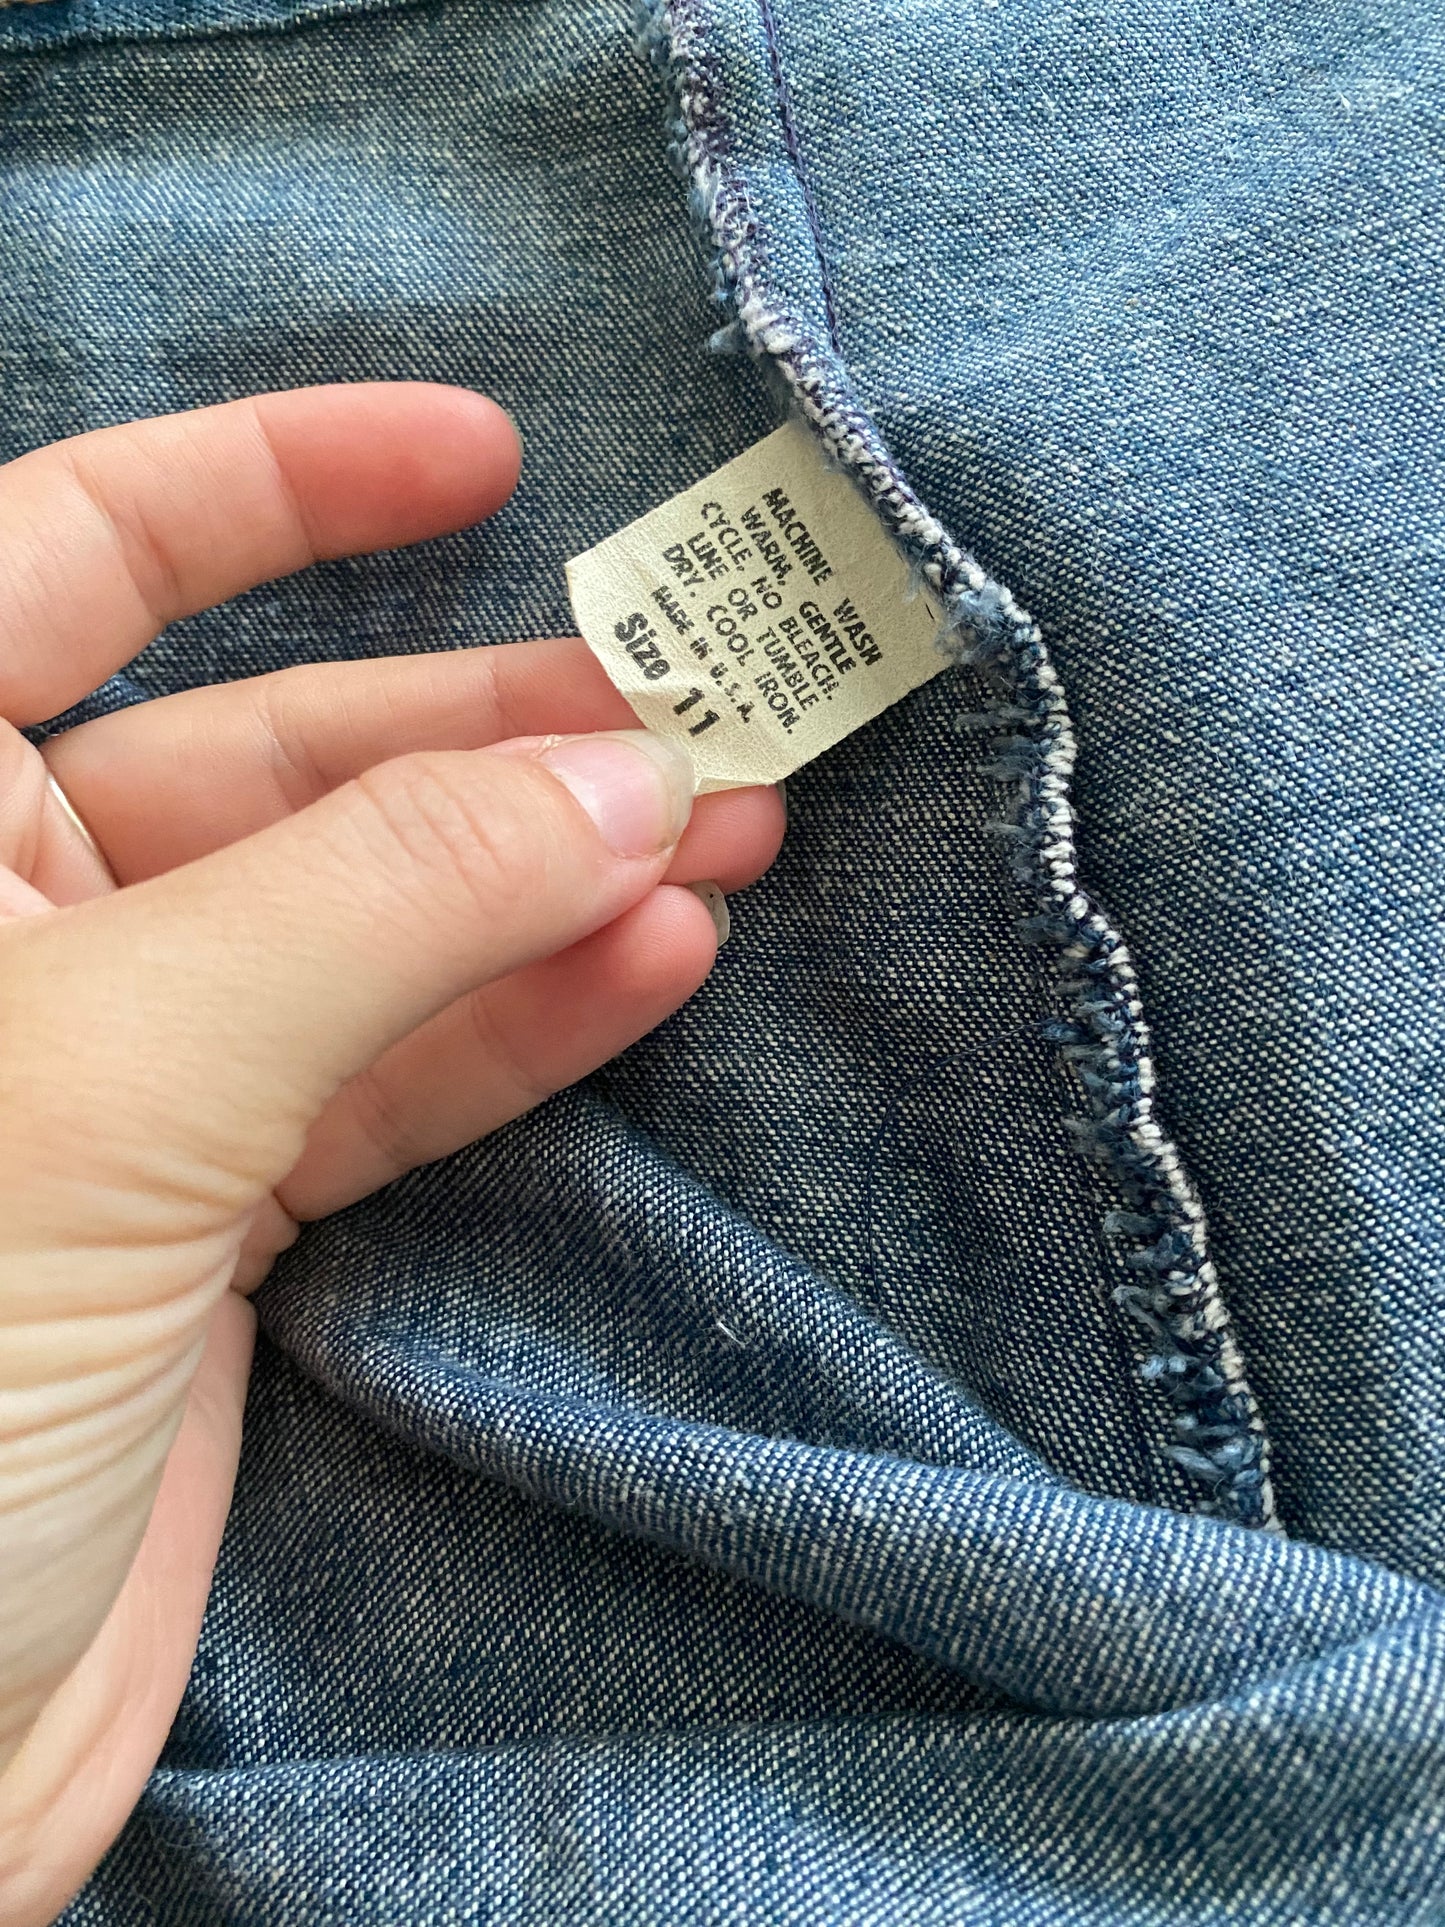 MACHINE WASH
WARM, GENTLE
CYCLE, NO BLEACH.
LINE OR TUMBLE
DRY. COOL IRON.
MADE IN U.S.A.
Size 11